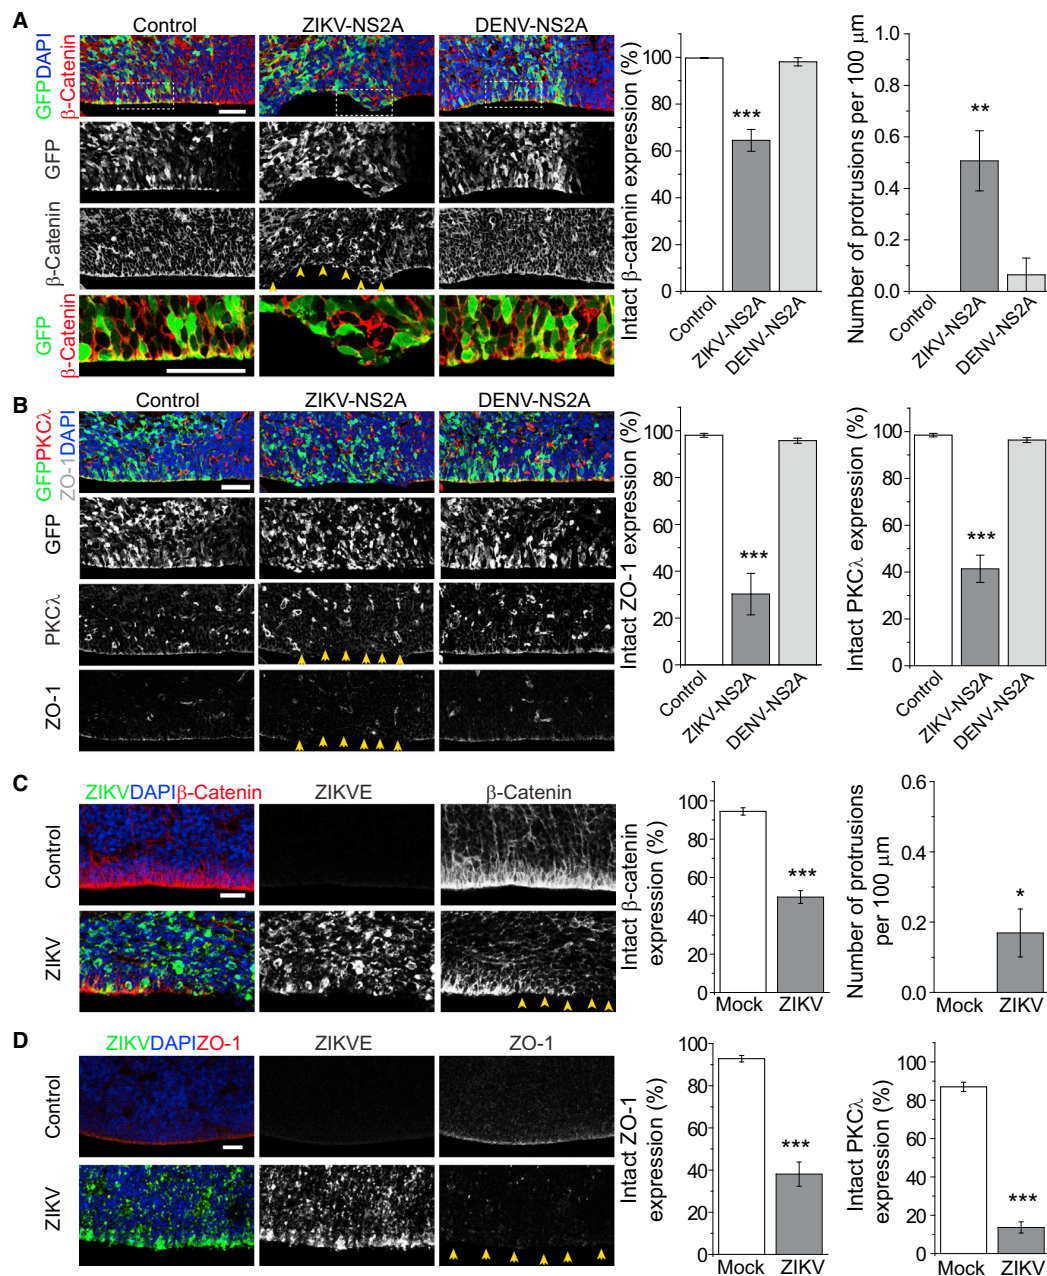 A
Control ZIKV-NS2A DENV-NS2A
GFPDAPI
β-Catenin
GFP
β-Catenin
GFP
β-Catenin
Intact β-catenin expression (%)
100
80
60
40
20
0
***
Control
ZIKV-NS2A
DENV-NS2A
Number of protrusions per 100 μm
1.0
0.8
0.6
0.4
0.2
0.0
**
Control
ZIKV-NS2A
DENV-NS2A
B
Control ZIKV-NS2A DENV-NS2A
GFPPKCλ
ZO-1DAPI
GFP
PKCλ
ZO-1
Intact ZO-1 expression (%)
100
80
60
40
20
0
***
Control
ZIKV-NS2A
DENV-NS2A
Intact PKCλ expression (%)
100
80
60
40
20
0
***
Control
ZIKV-NS2A
DENV-NS2A
C
ZIKVDAPIβ-Catenin ZIKVE β-Catenin
Control
ZIKV
Intact β-catenin
expression (%)
100
80
60
40
20
0
***
Mock ZIKV
Number of protrusions
per 100 μm
0.6
0.4
0.2
0.0
*
Mock ZIKV
D
ZIKVDAPIZO-1 ZIKVE ZO-1
Control
ZIKV
Intact ZO-1
expression (%)
100
80
60
40
20
0
***
Mock ZIKV
Intact PKCλ
expression (%)
100
80
60
40
20
0
***
Mock ZIKV